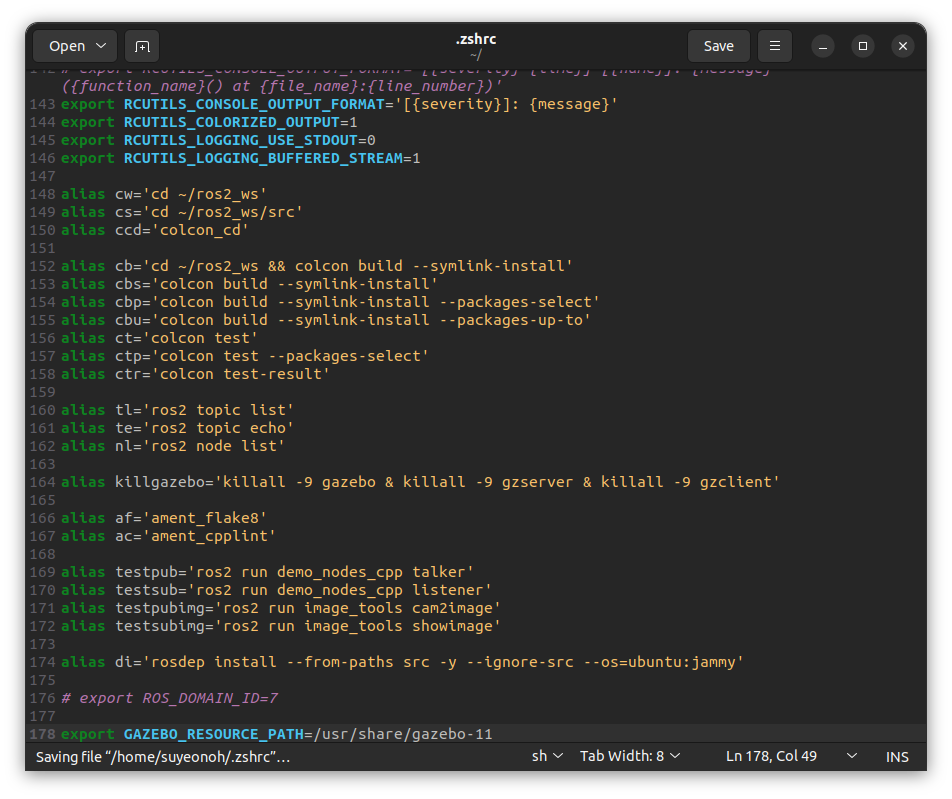 Open
.zshrc
~/
Save
142 # export RCUTILS_CONSOLE_OUTPUT_FORMAT='[{severity} {time}] [{name}]: {message}
({function_name}() at {file_name}:{line_number})'
143 export RCUTILS_CONSOLE_OUTPUT_FORMAT='[{severity}]: {message}'
144 export RCUTILS_COLORIZED_OUTPUT=1
145 export RCUTILS_LOGGING_USE_STDOUT=0
146 export RCUTILS_LOGGING_BUFFERED_STREAM=1
147
148 alias cw='cd ~/ros2_ws'
149 alias cs='cd ~/ros2_ws/src'
150 alias ccd='colcon_cd'
151
152 alias cb='cd ~/ros2_ws && colcon build --symlink-install'
153 alias cbs='colcon build --symlink-install'
154 alias cbp='colcon build --symlink-install --packages-select'
155 alias cbu='colcon build --symlink-install --packages-up-to'
156 alias ct='colcon test'
157 alias ctp='colcon test --packages-select'
158 alias ctr='colcon test-result'
159
160 alias tl='ros2 topic list'
161 alias te='ros2 topic echo'
162 alias nl='ros2 node list'
163
164 alias killgazebo='killall -9 gazebo & killall -9 gzserver & killall -9 gzclient'
165
166 alias af='ament_flake8'
167 alias ac='ament_cpplint'
168
169 alias testpub='ros2 run demo_nodes_cpp talker'
170 alias testsub='ros2 run demo_nodes_cpp listener'
171 alias testpubimg='ros2 run image_tools cam2image'
172 alias testsubimg='ros2 run image_tools showimage'
173
174 alias di='rosdep install --from-paths src -y --ignore-src --os=ubuntu:jammy'
175
176 # export ROS_DOMAIN_ID=7
177
178 export GAZEBO_RESOURCE_PATH=/usr/share/gazebo-11
Saving file “/home/suyeonoh/.zshrc”…
sh
Tab Width: 8
Ln 178, Col 49
INS